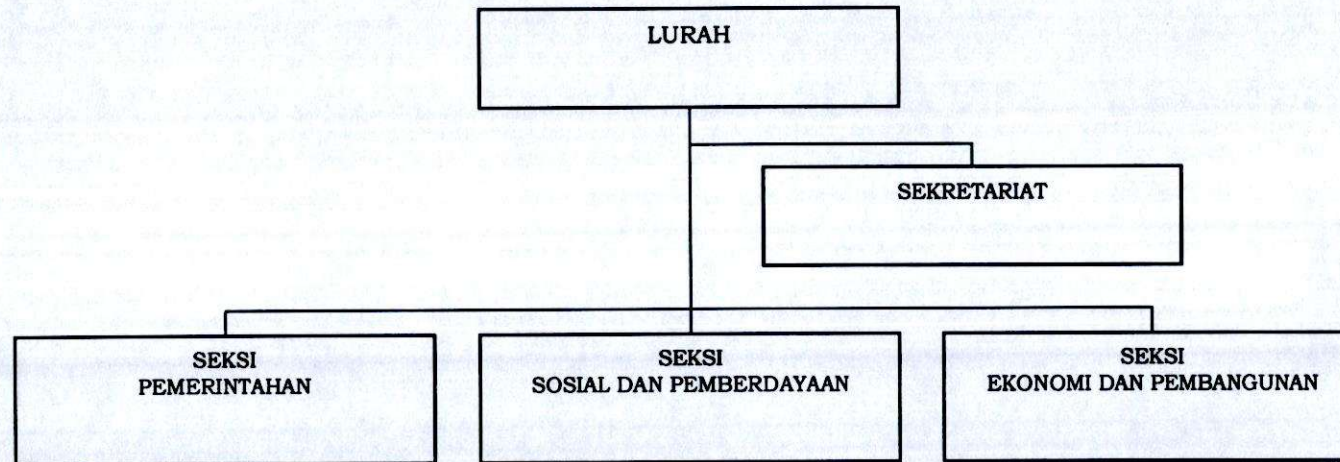 LURAH
SEKRETARIAT
SEKSI
PEMERINTAHAN
SEKSI
SOSIAL DAN PEMBERDAYAAN
SEKSI
EKONOMI DAN PEMBANGUNAN